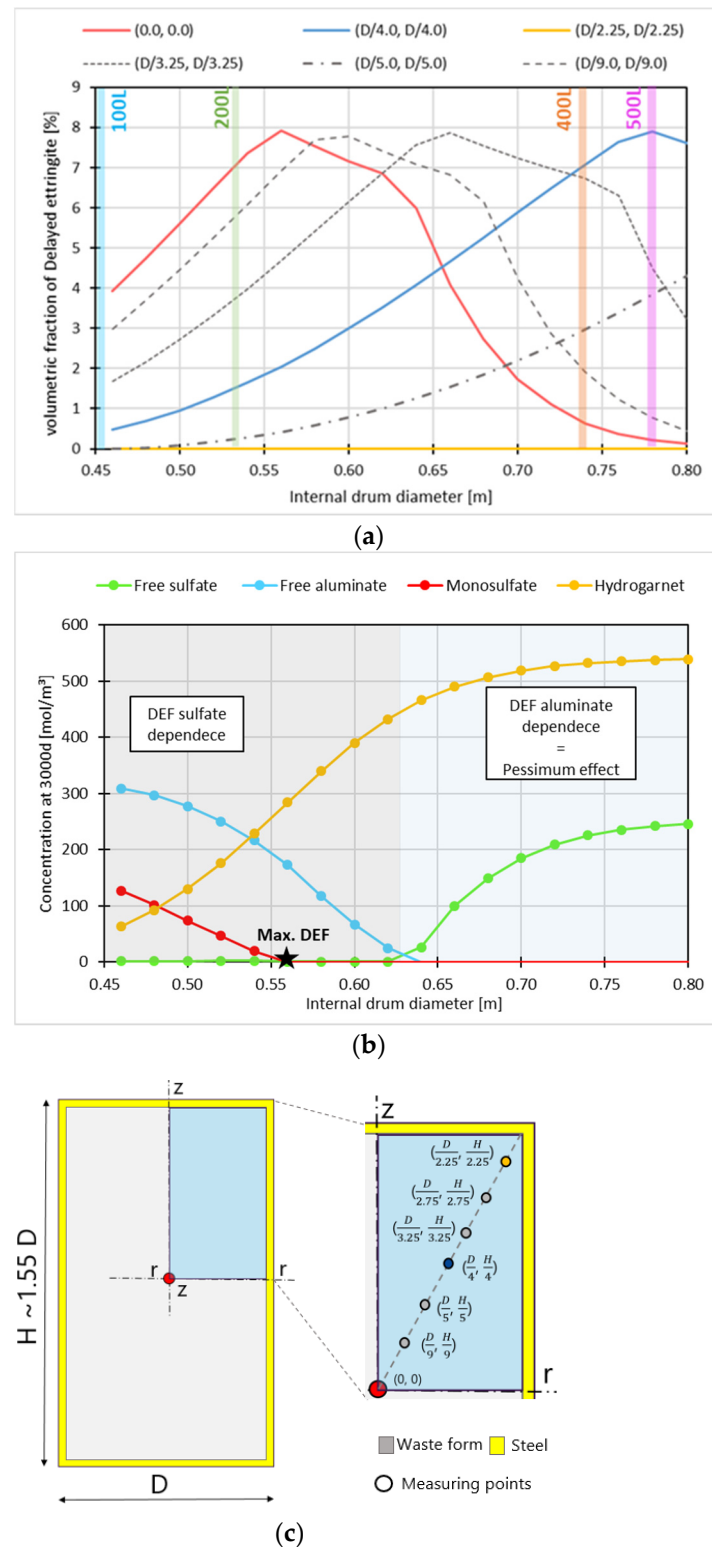 (0.0, 0.0)
(D/4.0, D/4.0)
(D/2.25, D/2.25)
(D/3.25, D/3.25)
(D/5.0, D/5.0)
(D/9.0, D/9.0)
volumetric fraction of Delayed ettringite [%]
9
8
7
6
5
4
3
2
1
0
100L
200L
400L
500L
0.45 0.50 0.55 0.60 0.65 0.70 0.75 0.80
Internal drum diameter [m]
(a)
Free sulfate Free aluminate Monosulfate Hydrogarnet
Concentration at 3000d [mol/m³]
600
500
400
300
200
100
0
DEF sulfate
dependece
DEF aluminate
dependece
=
Pessimum effect
Max. DEF
0.45 0.50 0.55 0.60 0.65 0.70 0.75 0.80
Internal drum diameter [m]
(b)
H ~1.55 D
z
r
r
z
D
z
(D/2.25, H/2.25)
(D/2.75, H/2.75)
(D/3.25, H/3.25)
(D/4, H/4)
(D/5, H/5)
(D/9, H/9)
(0, 0)
r
Waste form Steel
Measuring points
(c)